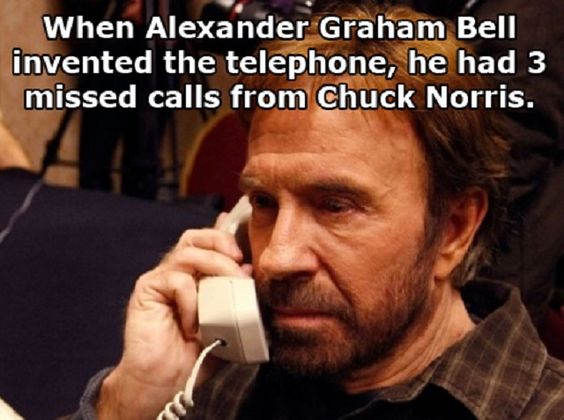 When Alexander Graham Bell
invented the telephone, he had 3
missed calls from Chuck Norris.